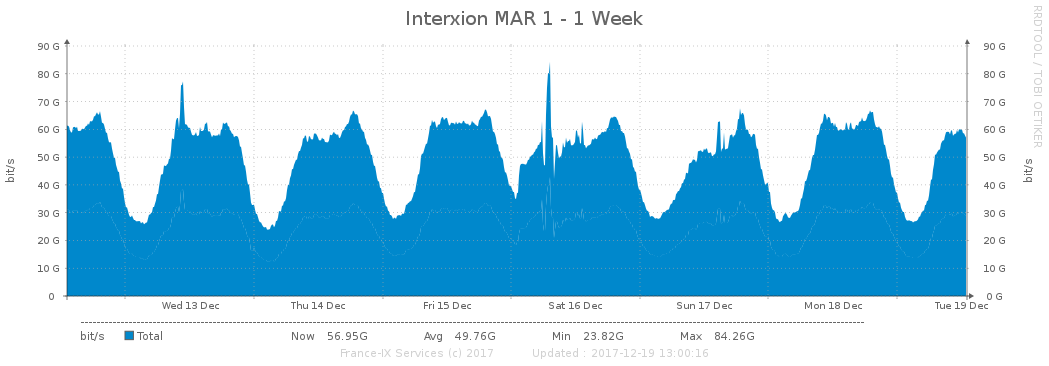 Interxion MAR 1 - 1 Week
RRDTOOL / TOBI OETIKER
90 G 90 G
80 G 80 G
70 G 70 G
60 G 60 G
50 G 50 G
40 G 40 G
30 G 30 G
20 G 20 G
10 G 10 G
0 0 G
bit/s bit/s
Wed 13 Dec Thu 14 Dec Fri 15 Dec Sat 16 Dec Sun 17 Dec Mon 18 Dec Tue 19 Dec
bit/s Total Now 56.95G Avg 49.76G Min 23.82G Max 84.26G
France-IX Services (c) 2017 Updated : 2017-12-19 13:00:16